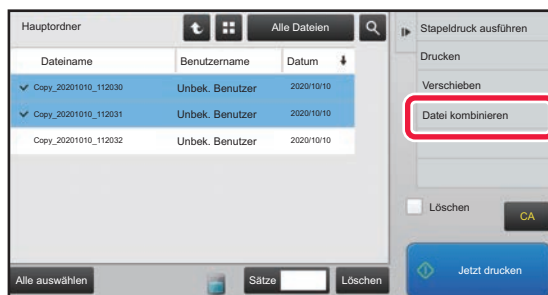 Hauptordner
Alle Dateien
Dateiname Benutzername Datum
Copy_20201010_112030 Unbek. Benutzer 2020/10/10
Copy_20201010_112031 Unbek. Benutzer 2020/10/10
Copy_20201010_112032 Unbek. Benutzer 2020/10/10
Alle auswählen
Sätze
Löschen
Stapeldruck ausführen
Drucken
Verschieben
Datei kombinieren
Löschen
CA
Jetzt drucken